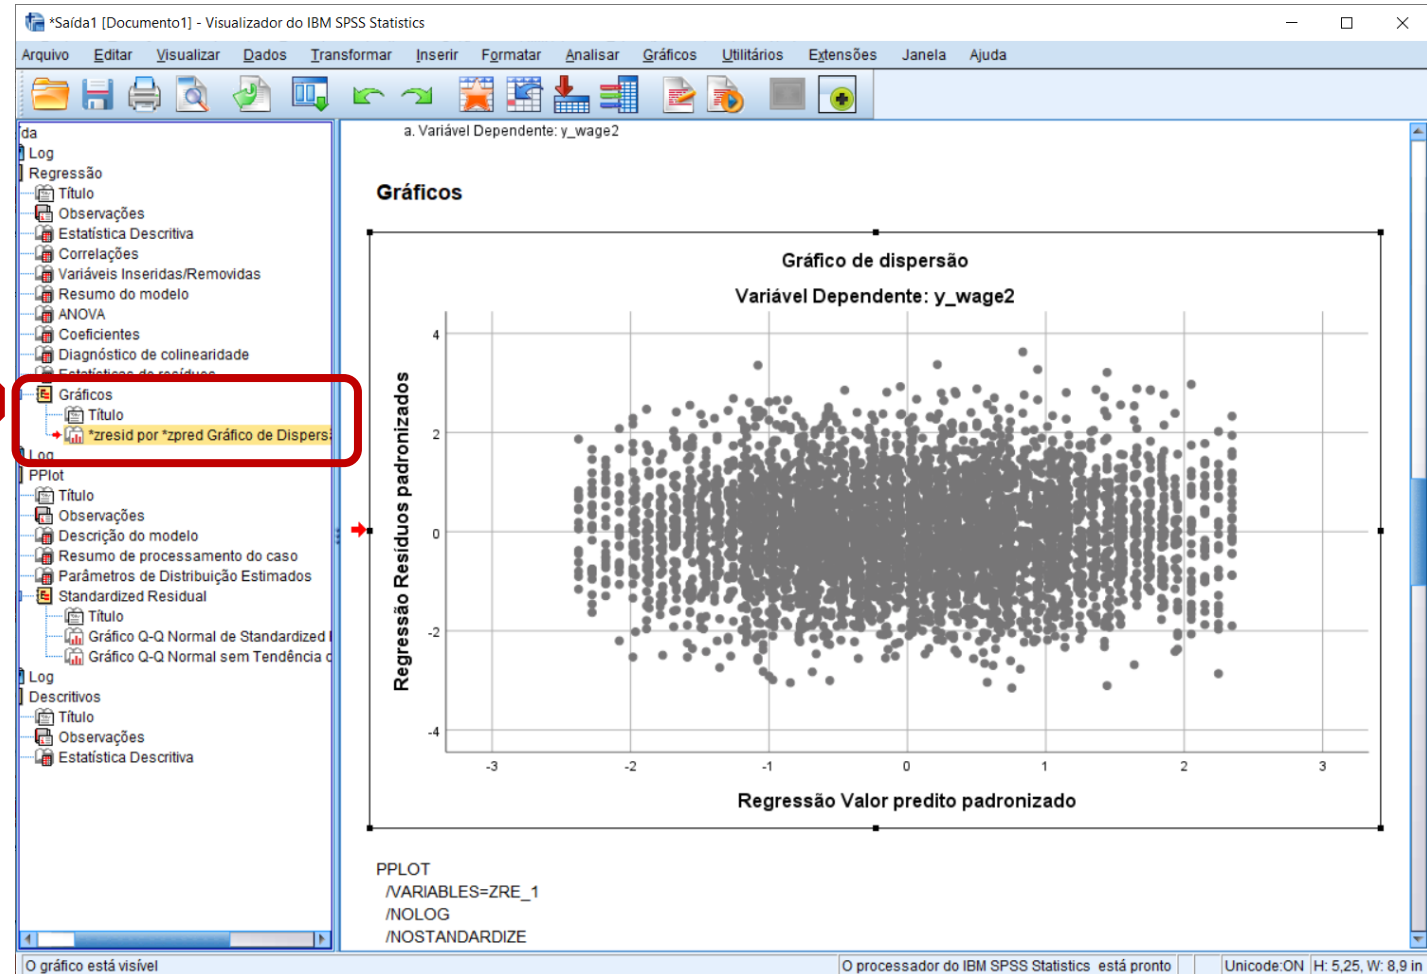 *Saída1 [Documento1] - Visualizador do IBM SPSS Statistics
Arquivo Editar Visualizar Dados Transformar Inserir Formatar Analisar Gráficos Utilitários Extensões Janela Ajuda
ída
Log
Regressão
Título
Observações
Estatística Descritiva
Correlações
Variáveis Inseridas/Removidas
Resumo do modelo
ANOVA
Coeficientes
Diagnóstico de colinearidade
Estatísticas de resíduos
Gráficos
Título
*zresid por *zpred Gráfico de Dispers
Log
PPlot
Título
Observações
Descrição do modelo
Resumo de processamento do caso
Parâmetros de Distribuição Estimados
Standardized Residual
Título
Gráfico Q-Q Normal de Standardized
Gráfico Q-Q Normal sem Tendência
Log
Descritivos
Título
Observações
Estatística Descritiva
a. Variável Dependente: y_wage2
Gráficos
Gráfico de dispersão
Variável Dependente: y_wage2
Regressão Resíduos padronizados
4
2
0
-2
-4
-3 -2 -1 0 1 2 3
Regressão Valor predito padronizado
PPLOT
/VARIABLES=ZRE_1
/NOLOG
/NOSTANDARDIZE
O gráfico está visível
O processador do IBM SPSS Statistics está pronto
Unicode:ON
H: 5,25, W: 8,9 in